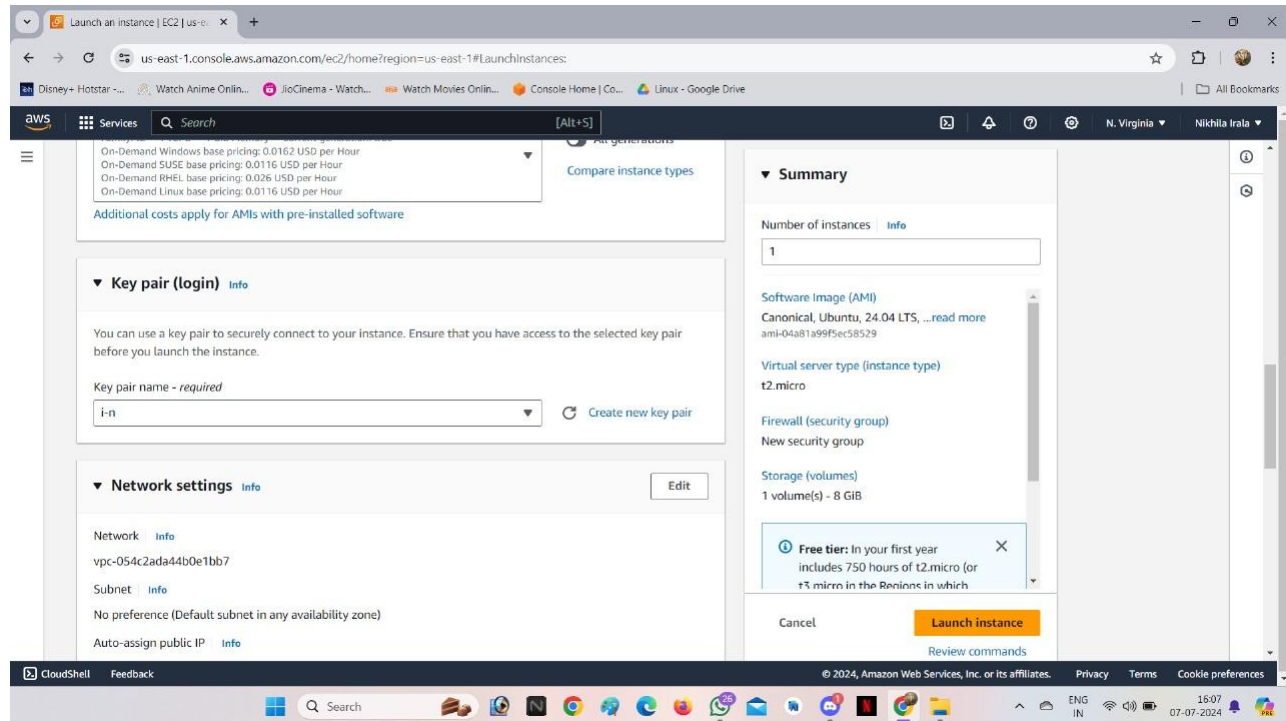 Launch an instance | EC2 | us-e
us-east-1.console.aws.amazon.com/ec2/home?region=us-east-1#LaunchInstances:
Disney+ Hotstar -... Watch Anime Onlin... JioCinema - Watch... Watch Movies Onlin... Console Home | Co... Linux - Google Drive All Bookmarks
aws Services Search [Alt+S] N. Virginia Nikhila Irala
On-Demand Windows base pricing: 0.0162 USD per Hour
On-Demand SUSE base pricing: 0.0116 USD per Hour
On-Demand RHEL base pricing: 0.026 USD per Hour
On-Demand Linux base pricing: 0.0116 USD per Hour
All generations
Compare instance types
Additional costs apply for AMIs with pre-installed software
Key pair (login) Info
You can use a key pair to securely connect to your instance. Ensure that you have access to the selected key pair
before you launch the instance.
Key pair name - required
i-n
Create new key pair
Network settings Info
Edit
Network Info
vpc-054c2ada44b0e1bb7
Subnet Info
No preference (Default subnet in any availability zone)
Auto-assign public IP Info
Summary
Number of instances Info
1
Software Image (AMI)
Canonical, Ubuntu, 24.04 LTS, ...read more
ami-04a81a99f5ec58529
Virtual server type (instance type)
t2.micro
Firewall (security group)
New security group
Storage (volumes)
1 volume(s) - 8 GiB
Free tier: In your first year
includes 750 hours of t2.micro (or
t3.micro in the Regions in which
Cancel
Launch instance
Review commands
CloudShell Feedback © 2024, Amazon Web Services, Inc. or its affiliates. Privacy Terms Cookie preferences
Search
26
ENG
IN
16:07
07-07-2024
PRE